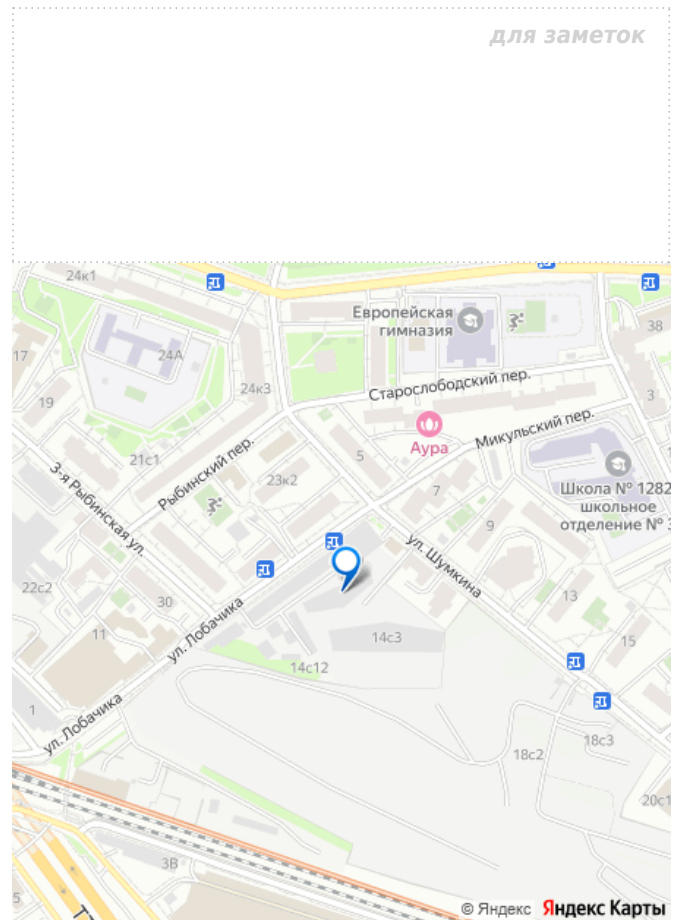 для заметок
24к1
Европейская
гимназия
38
17
24А
24к3
Старослободский пер.
3
19
Аура
Микульский пер.
21с1
Рыбинский пер.
5
3-я Рыбинская ул.
23к2
7
Школа № 1282
школьное
отделение № 3
9
ул. Шумкина
22с2
30
13
11
ул. Лобачика
14с3
15
14с12
1
ул. Лобачика
18с3
18с2
20с1
3В
5
ТТ
© Яндекс Яндекс Карты